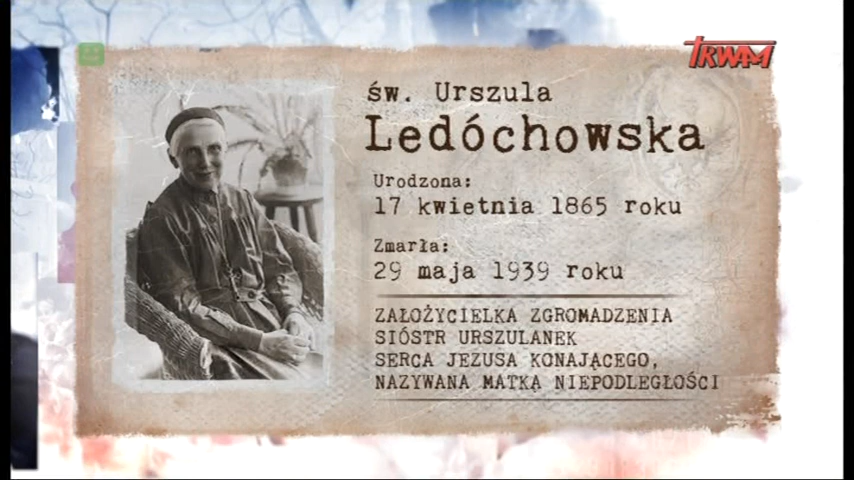 TRWAM
św. Urszula
Ledóchowska
Urodzona:
17 kwietnia 1865 roku
Zmarła:
29 maja 1939 roku
ZAŁOŻYCIELKA ZGROMADZENIA
SIÓSTR URSZULANEK
SERCA JEZUSA KONAJĄCEGO,
NAZYWANA MATKĄ NIEPODLEGŁOŚCI